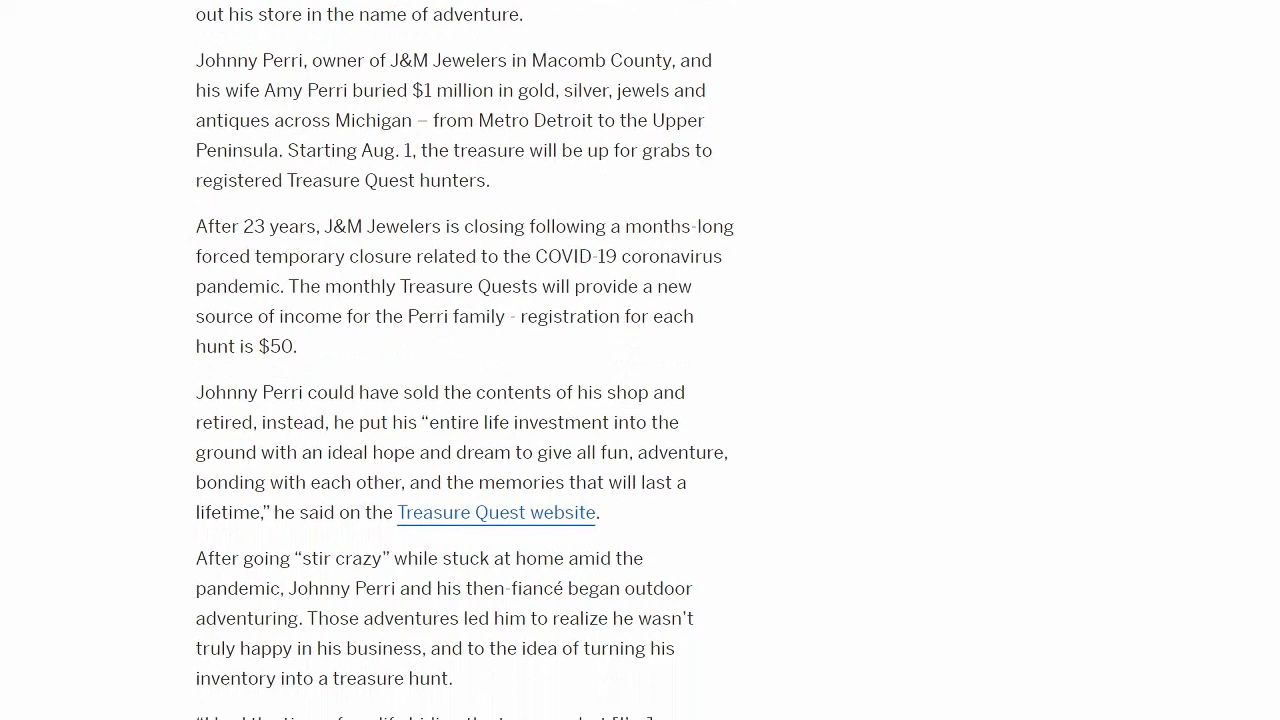 out his store in the name of adventure.
Johnny Perri, owner of J&M Jewelers in Macomb County, and
his wife Amy Perri buried $1 million in gold, silver, jewels and
antiques across Michigan – from Metro Detroit to the Upper
Peninsula. Starting Aug. 1, the treasure will be up for grabs to
registered Treasure Quest hunters.
After 23 years, J&M Jewelers is closing following a months-long
forced temporary closure related to the COVID-19 coronavirus
pandemic. The monthly Treasure Quests will provide a new
source of income for the Perri family - registration for each
hunt is $50.
Johnny Perri could have sold the contents of his shop and
retired, instead, he put his “entire life investment into the
ground with an ideal hope and dream to give all fun, adventure,
bonding with each other, and the memories that will last a
lifetime,” he said on the Treasure Quest website.
After going “stir crazy” while stuck at home amid the
pandemic, Johnny Perri and his then-fiancé began outdoor
adventuring. Those adventures led him to realize he wasn’t
truly happy in his business, and to the idea of turning his
inventory into a treasure hunt.